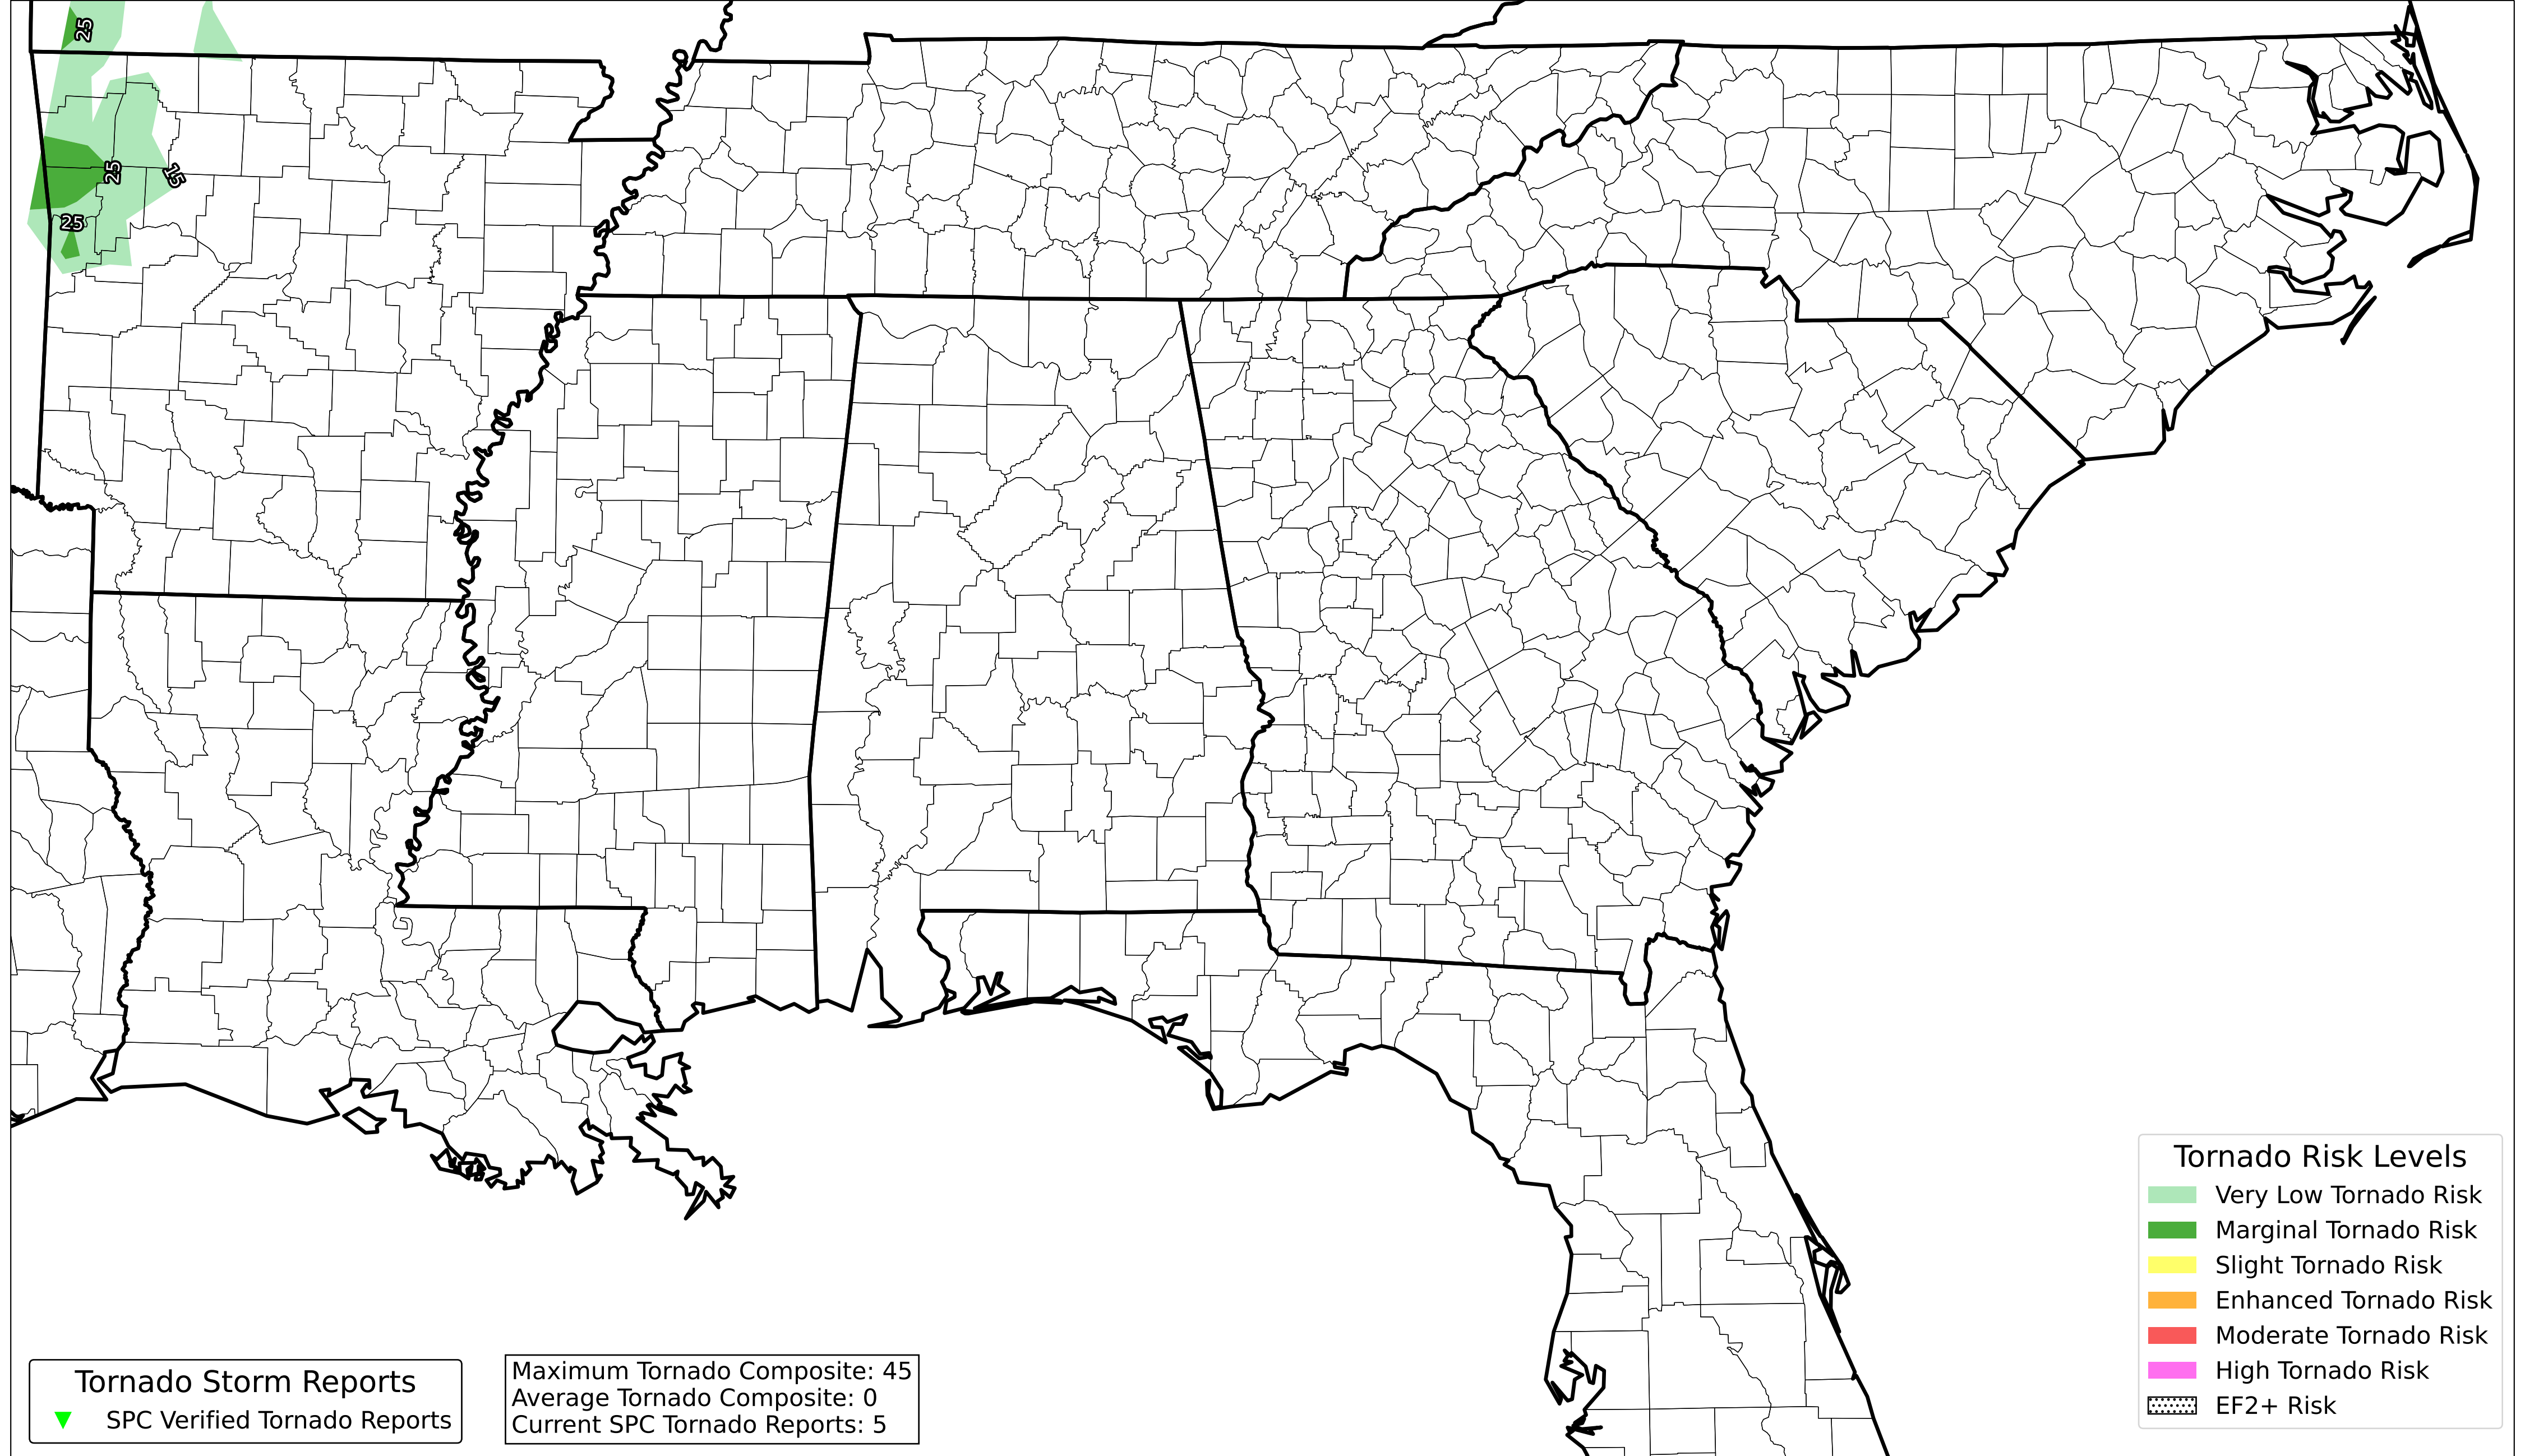 25
25
15
25
Tornado Risk Levels
Very Low Tornado Risk
Marginal Tornado Risk
Slight Tornado Risk
Enhanced Tornado Risk
Moderate Tornado Risk
High Tornado Risk
EF2+ Risk
Tornado Storm Reports
SPC Verified Tornado Reports
Maximum Tornado Composite: 45
Average Tornado Composite: 0
Current SPC Tornado Reports: 5